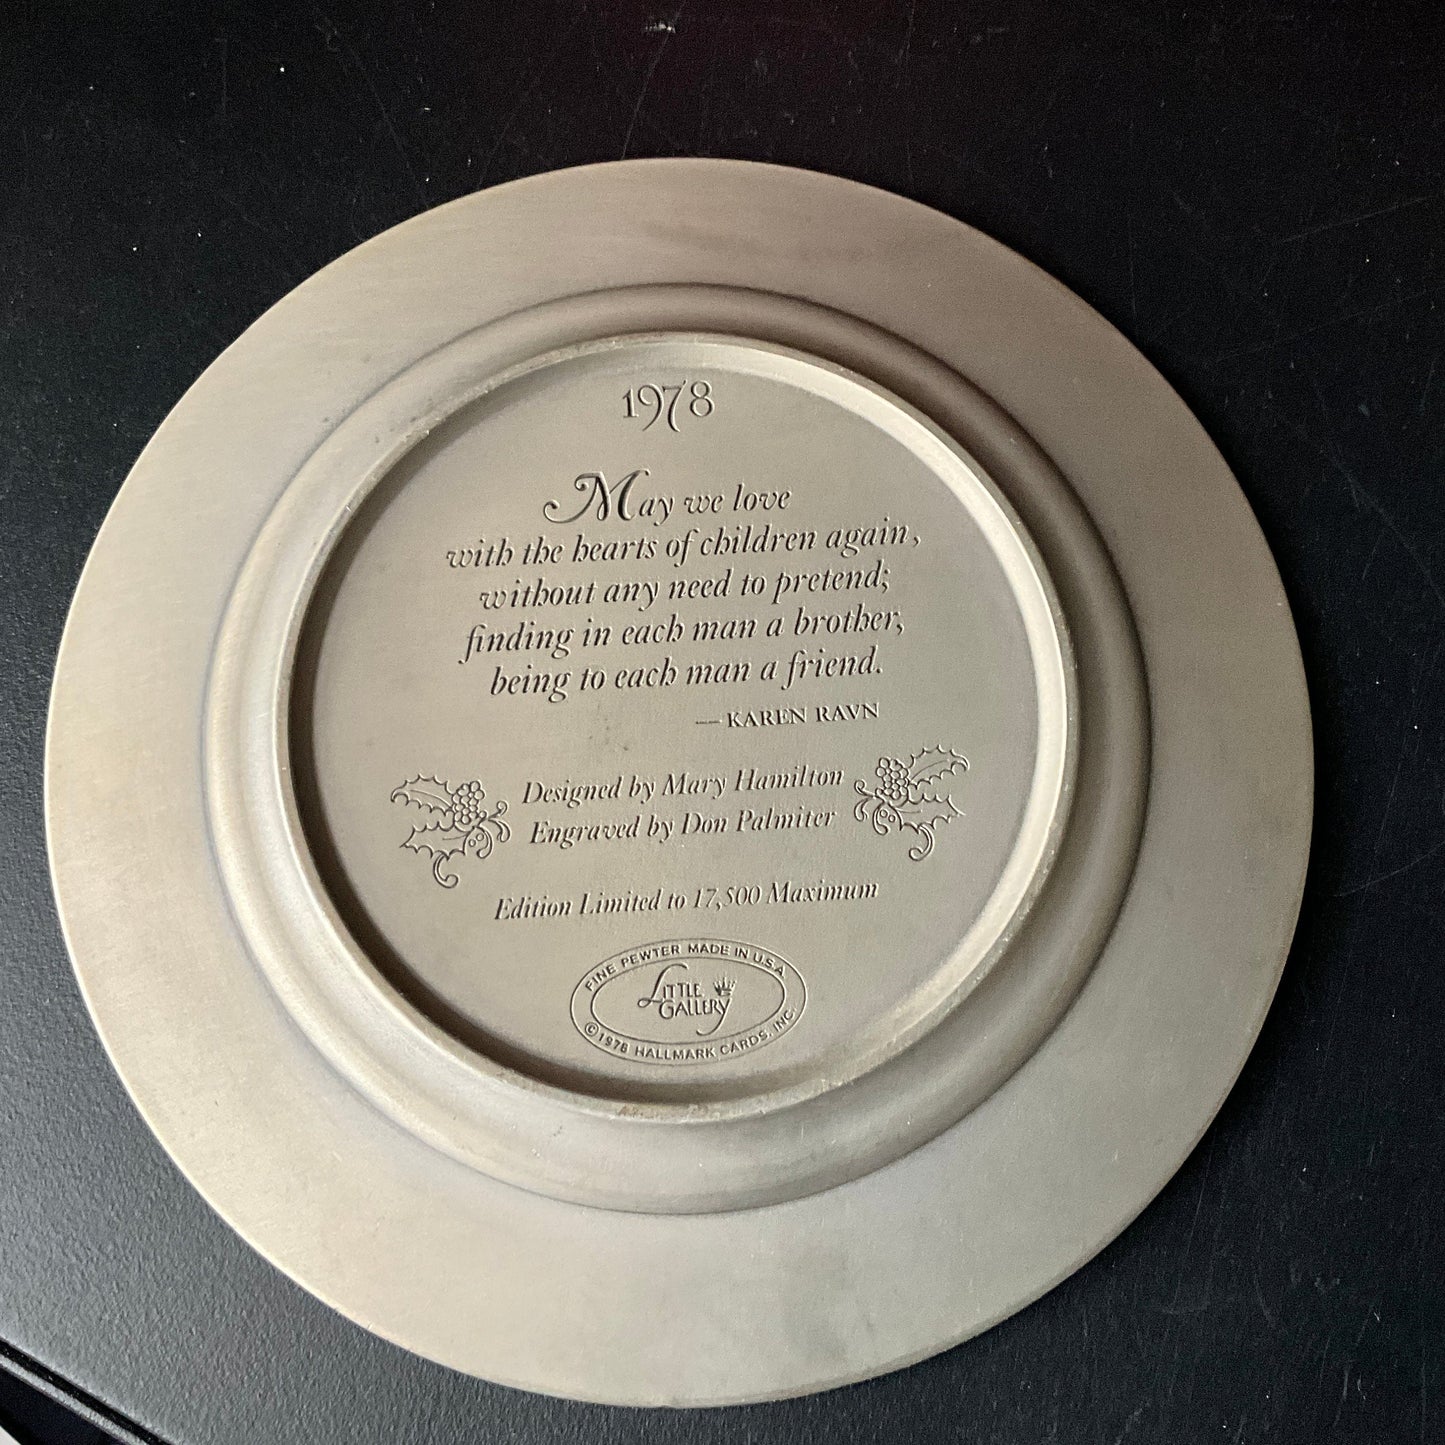 1978
May we love
with the hearts of children again,
without any need to pretend;
finding in each man a brother,
being to each man a friend.
— KAREN RAVN
Designed by Mary Hamilton
Engraved by Don Palmiter
Edition Limited to 17,500 Maximum
FINE PEWTER MADE IN U.S.A.
LITTLE
GALLERY
© 1978 HALLMARK CARDS, INC.